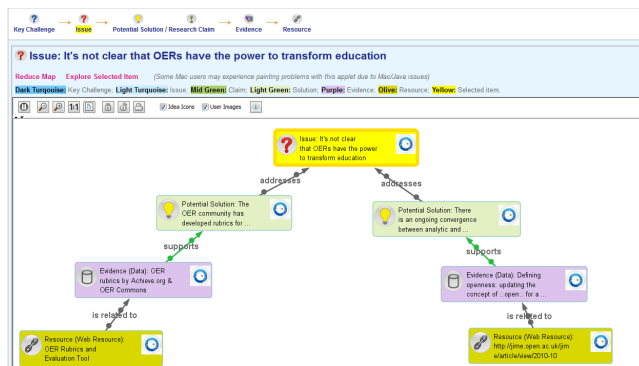 Key Challenge
Issue
Potential Solution / Research Claim
Evidence
Resource
Issue: It's not clear that OERs have the power to transform education
Reduce Map Explore Selected Item (Some Mac users may experience painting problems with this applet due to Mac/Java issues)
Dark Turquoise: Key Challenge; Light Turquoise: Issue; Mid Green: Claim; Light Green: Solution; Purple: Evidence; Olive: Resource; Yellow: Selected item.
1:1 Idea Icons User Images
Issue: It's not clear
that OERs have the power
to transform education
addresses
addresses
Potential Solution: The
OER community has
developed rubrics for ...
Potential Solution: There
is an ongoing convergence
between analytic and ...
supports
supports
Evidence (Data): OER
rubrics by Achieve.org &
OER Commons
Evidence (Data): Defining
openness: updating the
concept of ..open.. for a ...
is related to
is related to
Resource (Web Resource):
OER Rubrics and
Evaluation Tool
Resource (Web Resource):
http://jime.open.ac.uk/jim
e/article/view/2010-10